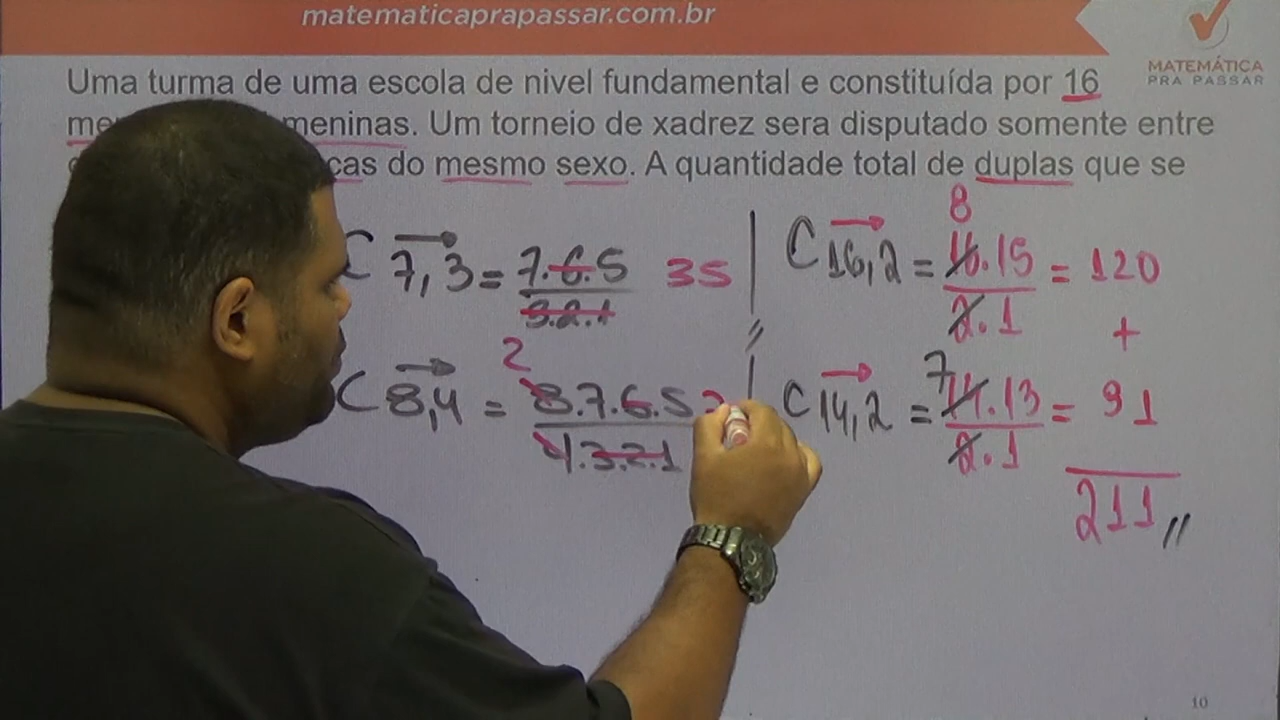 matematicaprapassar.com.br
MATEMÁTICA
PRA PASSAR
Uma turma de uma escola de nivel fundamental e constituída por 16
meninas. Um torneio de xadrez sera disputado somente entre
do mesmo sexo. A quantidade total de duplas que se
C 7,3 = 7.6.5 / 3.2.1 35
C 8,4 = 2 8.7.6.5 / 4.3.2.1
C 16,2 = 8 16.15 / 2.1 = 120
+
C 14,2 = 7 14.13 / 2.1 = 91
211 //
10